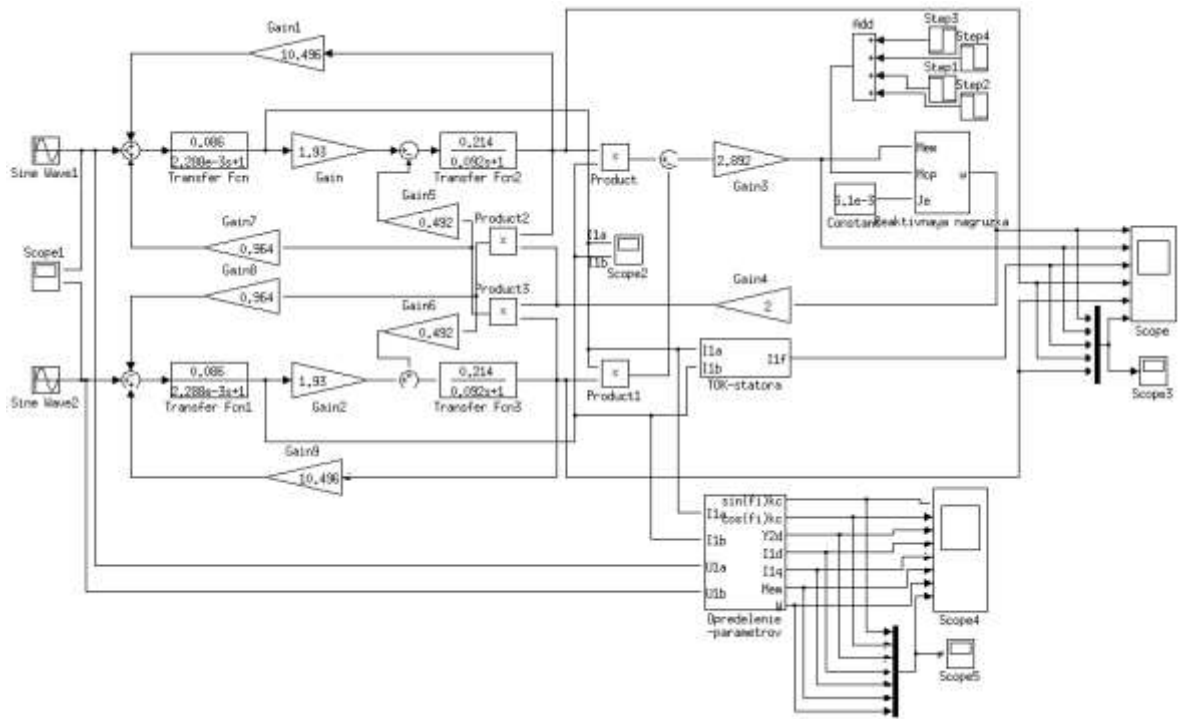 Gain1
10,496
Add
Step3
Step4
Step1
Step2
Sine Wave1
0,086
2,288e-3s+1
Transfer Fcn
1,93
Gain
0,214
0,092s+1
Transfer Fcn2
Product
2,892
Gain3
Mem
Mop
Je
w
Constant
Reaktivnaya nagruzka
Gain5
0,492
Gain7
0,964
Product2
x
I1a
I1b
Scope2
Scope1
Gain8
0,964
Product3
x
Gain6
0,492
Gain4
2
Scope
I1a
I1b
I1f
TOK-statora
Sine Wave2
0,086
2,288e-3s+1
Transfer Fcn1
1,93
Gain2
0,214
0,092s+1
Transfer Fcn3
Product1
Scope3
Gain9
10,496
I1a
I1b
U1a
U1b
sin(fi)kc
cos(fi)kc
Y2d
I1d
I1q
Mem
W
Opredelenie
-parametrov
Scope4
Scope5